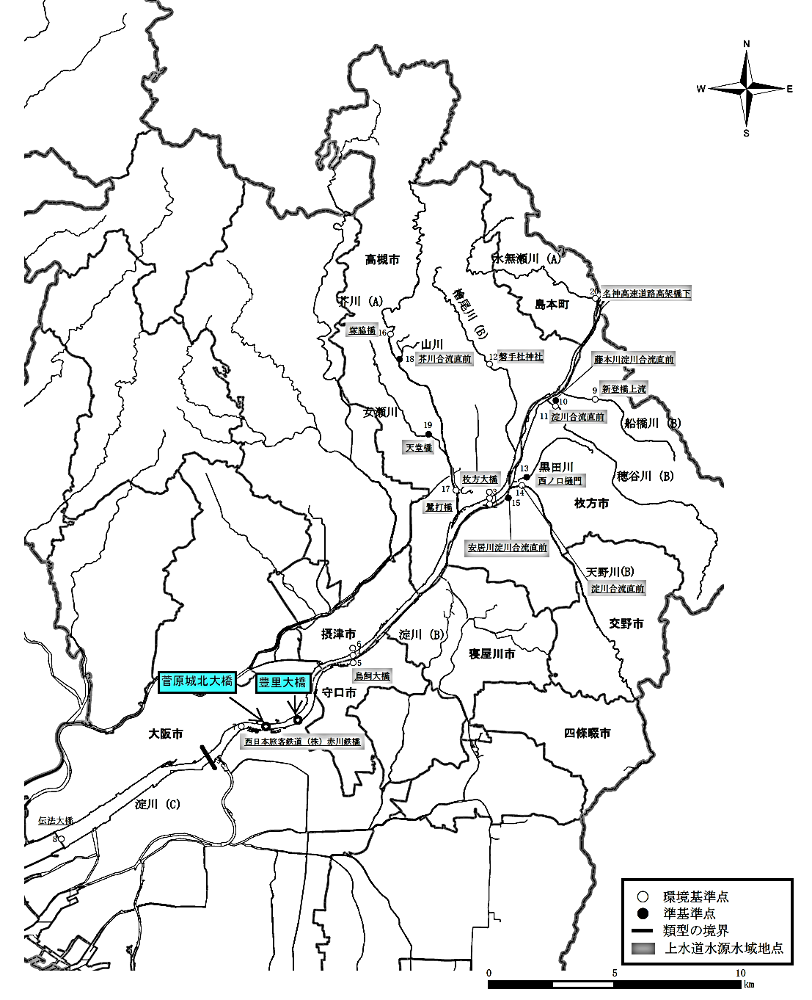 N
W
E
S
高槻市
水無瀬川 (A)
20
名神高速道路高架橋下
芥川 (A)
檜尾川 (B)
島本町
塚脇橋
16
山川
18
芥川合流直前
12
磐手杜神社
藤本川淀川合流直前
9
新登橋上流
10
11
淀川合流直前
船橋川 (B)
女瀬川
19
天堂橋
13
黒田川
枚方大橋
西ノ口樋門
穂谷川 (B)
17
3
1
2
14
15
鷺打橋
枚方市
安居川淀川合流直前
天野川(B)
淀川合流直前
摂津市
淀川 (B)
交野市
6
4
5
寝屋川市
鳥飼大橋
菅原城北大橋
豊里大橋
守口市
大阪市
7
西日本旅客鉄道 (株) 赤川鉄橋
四條畷市
淀川 (C)
伝法大橋
8
環境基準点
準基準点
類型の境界
上水道水源水域地点
0
5
10
km